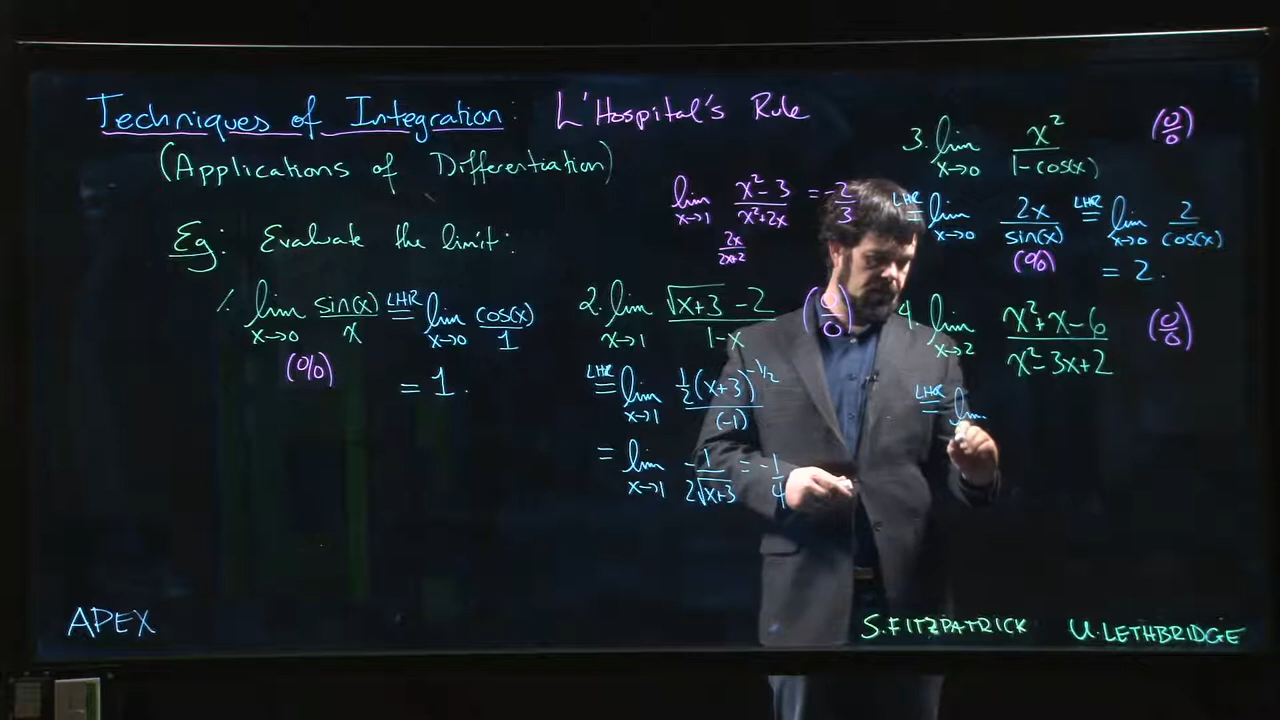 Techniques of Integration: L'Hospital's Rule
(Applications of Differentiation)
Eg: Evaluate the limit:
1. lim x→0 sin(x)/x LHR= lim x→0 cos(x)/1
(0/0)
= 1.
lim x→1 (x²-3)/(x²+2x) = -2/3
2x/(2x+2)
2. lim x→1 (√(x+3) - 2)/(1-x) (0/0)
LHR= lim x→1 ½(x+3)^(-1/2)/(-1)
= lim x→1 -1/(2√(x+3)) = -1/4
3. lim x→0 x²/(1-cos(x)) (0/0)
LHR= lim x→0 2x/sin(x) LHR= lim x→0 2/cos(x)
(0/0)
= 2.
4. lim x→2 (x²+x-6)/(x²-3x+2) (0/0)
LHR= lim
APEX
S. FITZPATRICK U. LETHBRIDGE